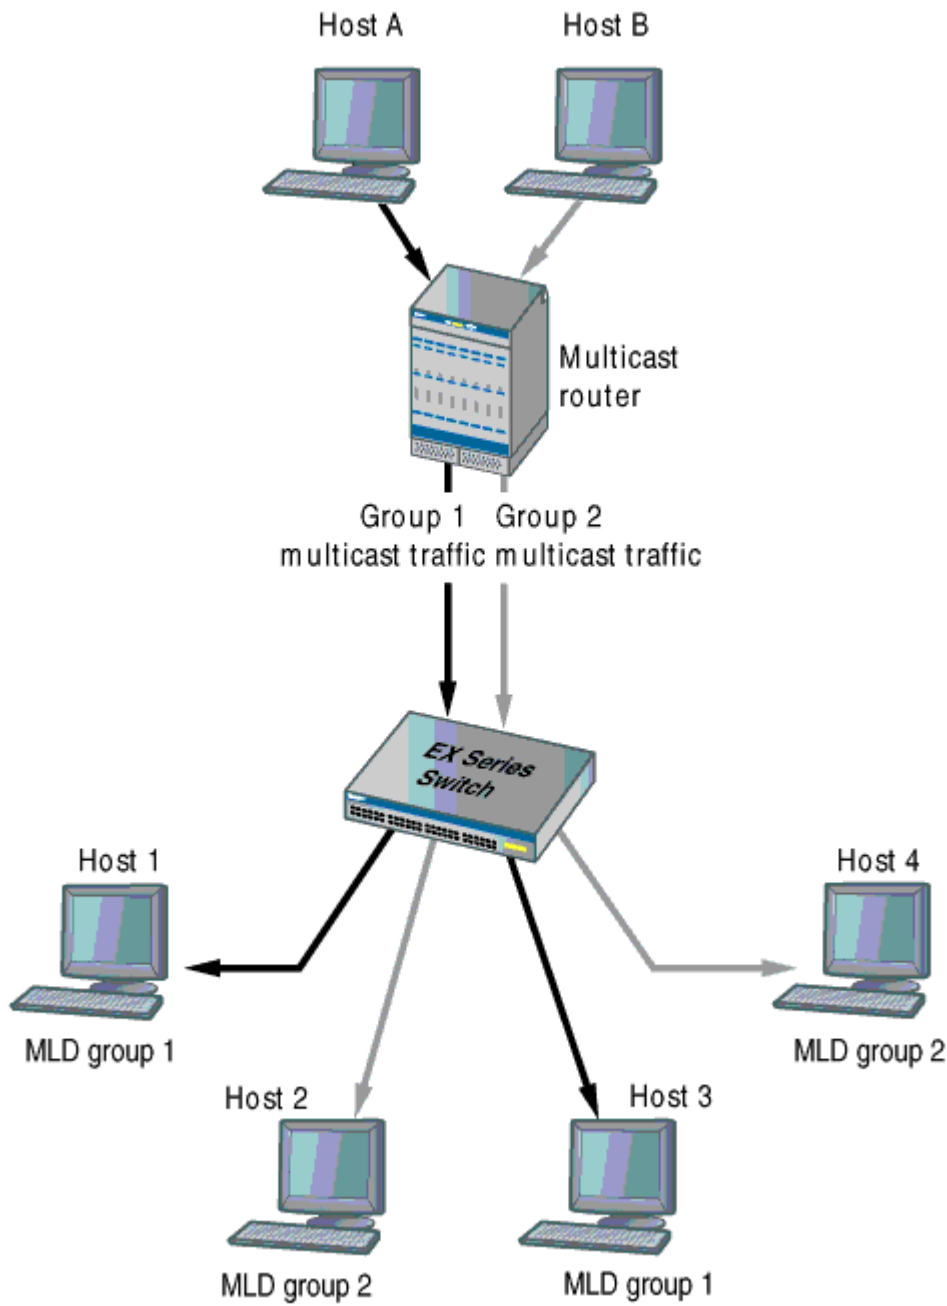 Host A
Host B
Multicast
router
Group 1 Group 2
multicast traffic multicast traffic
EX Series
Switch
Host 1
Host 4
MLD group 1
MLD group 2
Host 2
Host 3
MLD group 2
MLD group 1